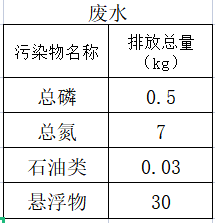 废水
污染物名称 排放总量
（kg）
总磷 0.5
总氮 7
石油类 0.03
悬浮物 30